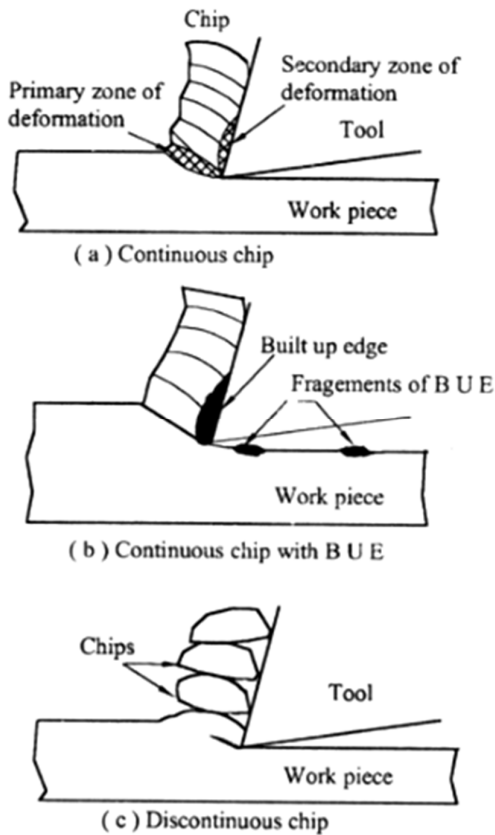 Chip
Secondary zone of
deformation
Primary zone of
deformation
Tool
Work piece
( a ) Continuous chip
Built up edge
Fragements of B U E
Work piece
( b ) Continuous chip with B U E
Chips
Tool
Work piece
( c ) Discontinuous chip